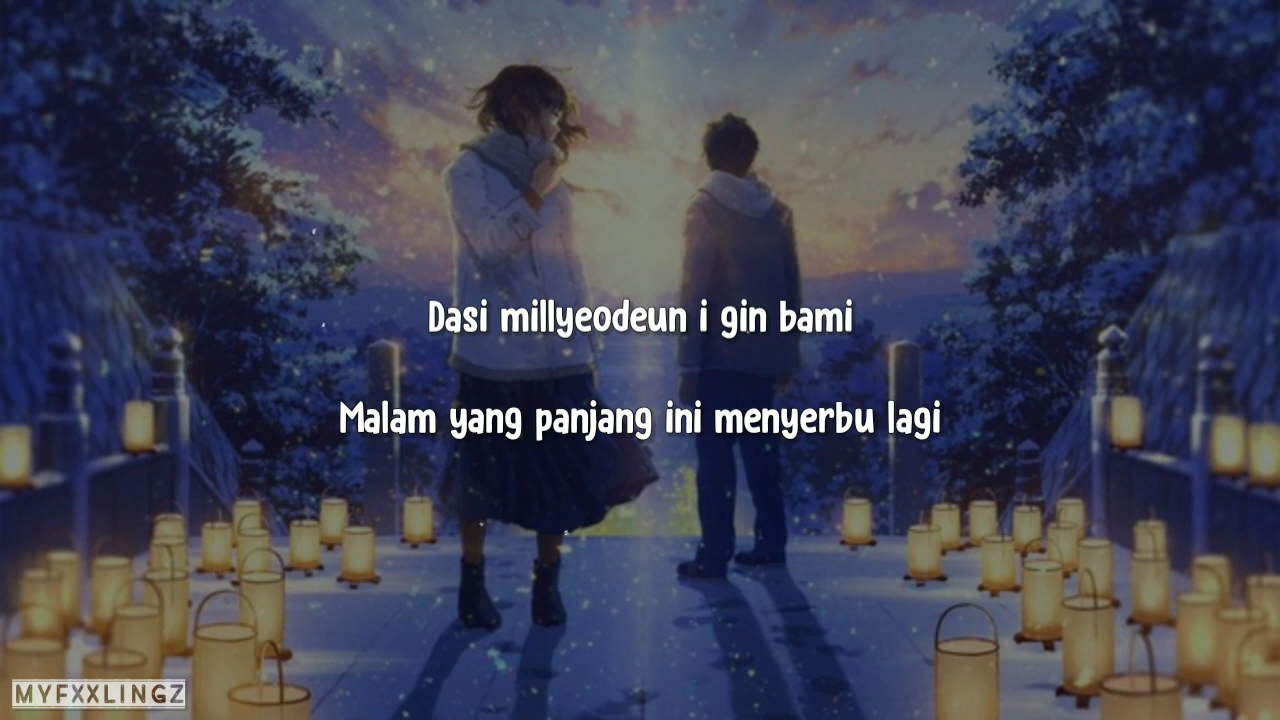 Dasi millyeodeun i gin bami
Malam yang panjang ini menyerbu lagi
MYFXXLINGZ